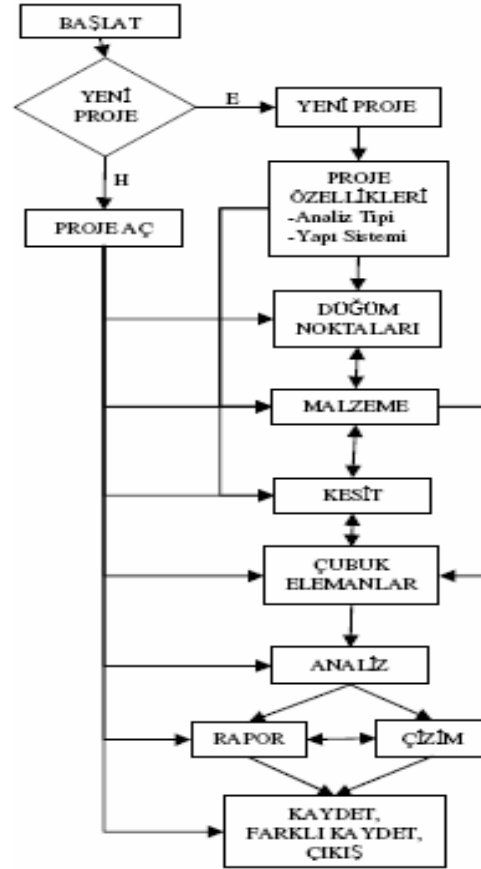 BAŞLAT
YENİ
PROJE
E
YENİ PROJE
H
PROJE AÇ
PROJE
ÖZELLİKLERİ
-Analiz Tipi
-Yapı Sistemi
DÜĞÜM
NOKTALARI
MALZEME
KESİT
ÇUBUK
ELEMANLAR
ANALİZ
RAPOR
ÇİZİM
KAYDET,
FARKLI KAYDET,
ÇIKIŞ